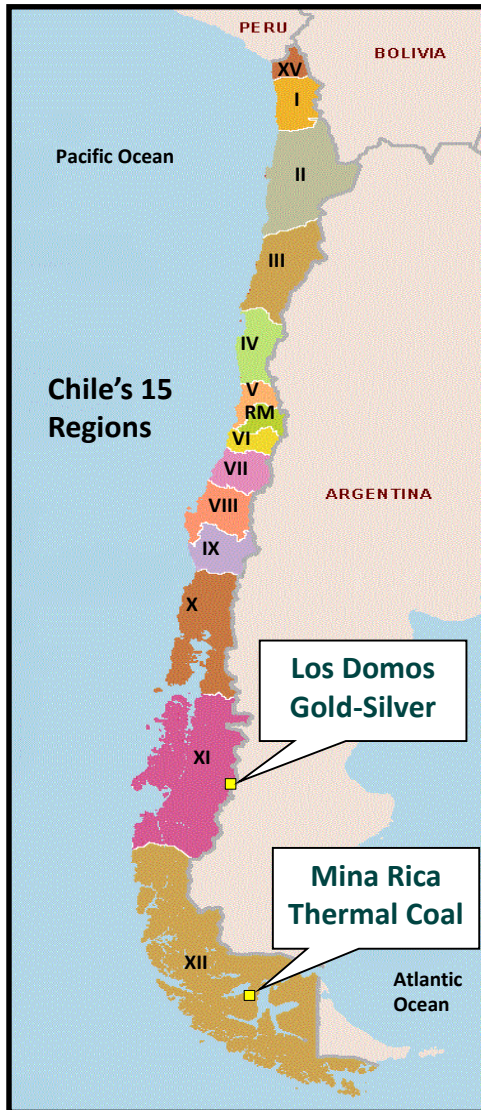 PERU
BOLIVIA
XV
I
Pacific Ocean
II
III
IV
Chile's 15
Regions
V
RM
VI
VII
ARGENTINA
VIII
IX
X
Los Domos
Gold-Silver
XI
Mina Rica
Thermal Coal
XII
Atlantic
Ocean